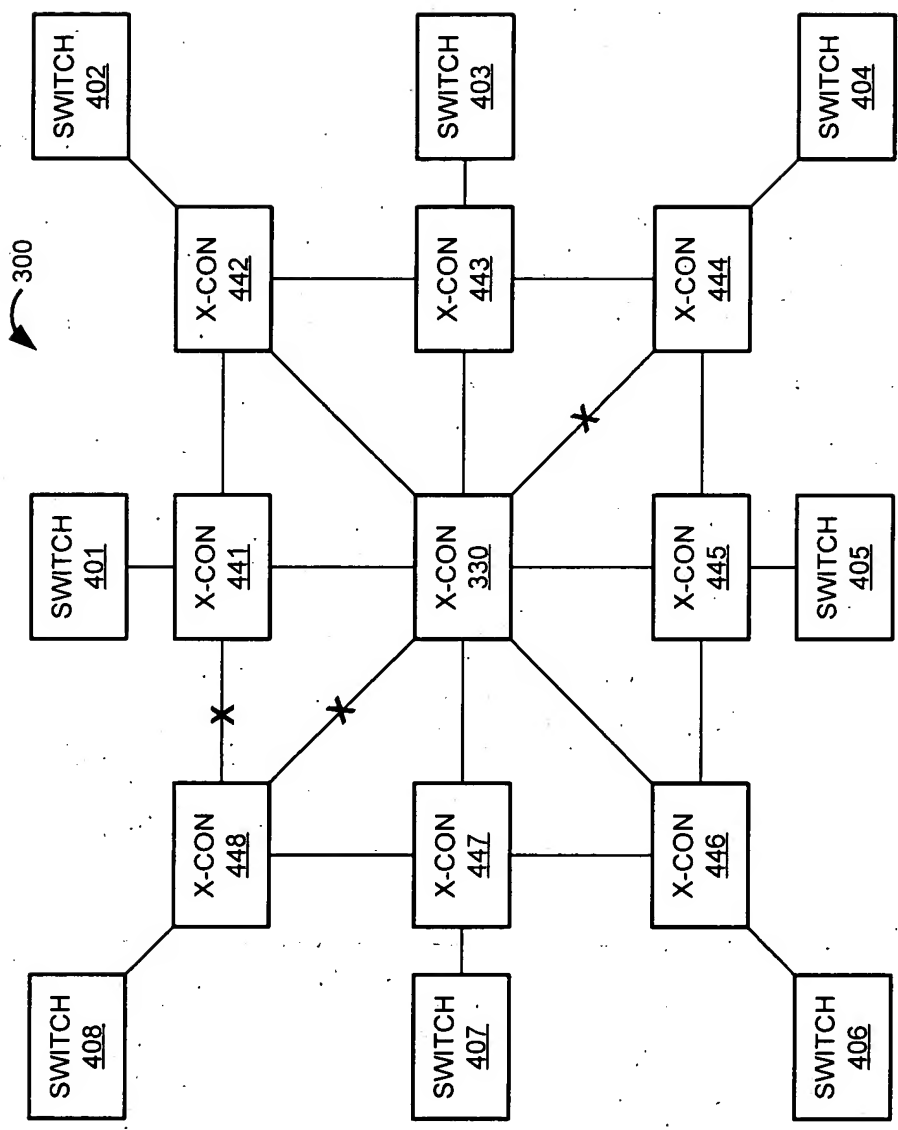 300
SWITCH
408
SWITCH
401
SWITCH
402
X-CON
448
X-CON
441
X-CON
442
SWITCH
407
X-CON
447
X-CON
330
X-CON
443
SWITCH
403
X-CON
446
X-CON
445
X-CON
444
SWITCH
406
SWITCH
405
SWITCH
404